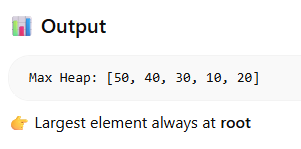 Output
Max Heap: [50, 40, 30, 10, 20]
Largest element always at root